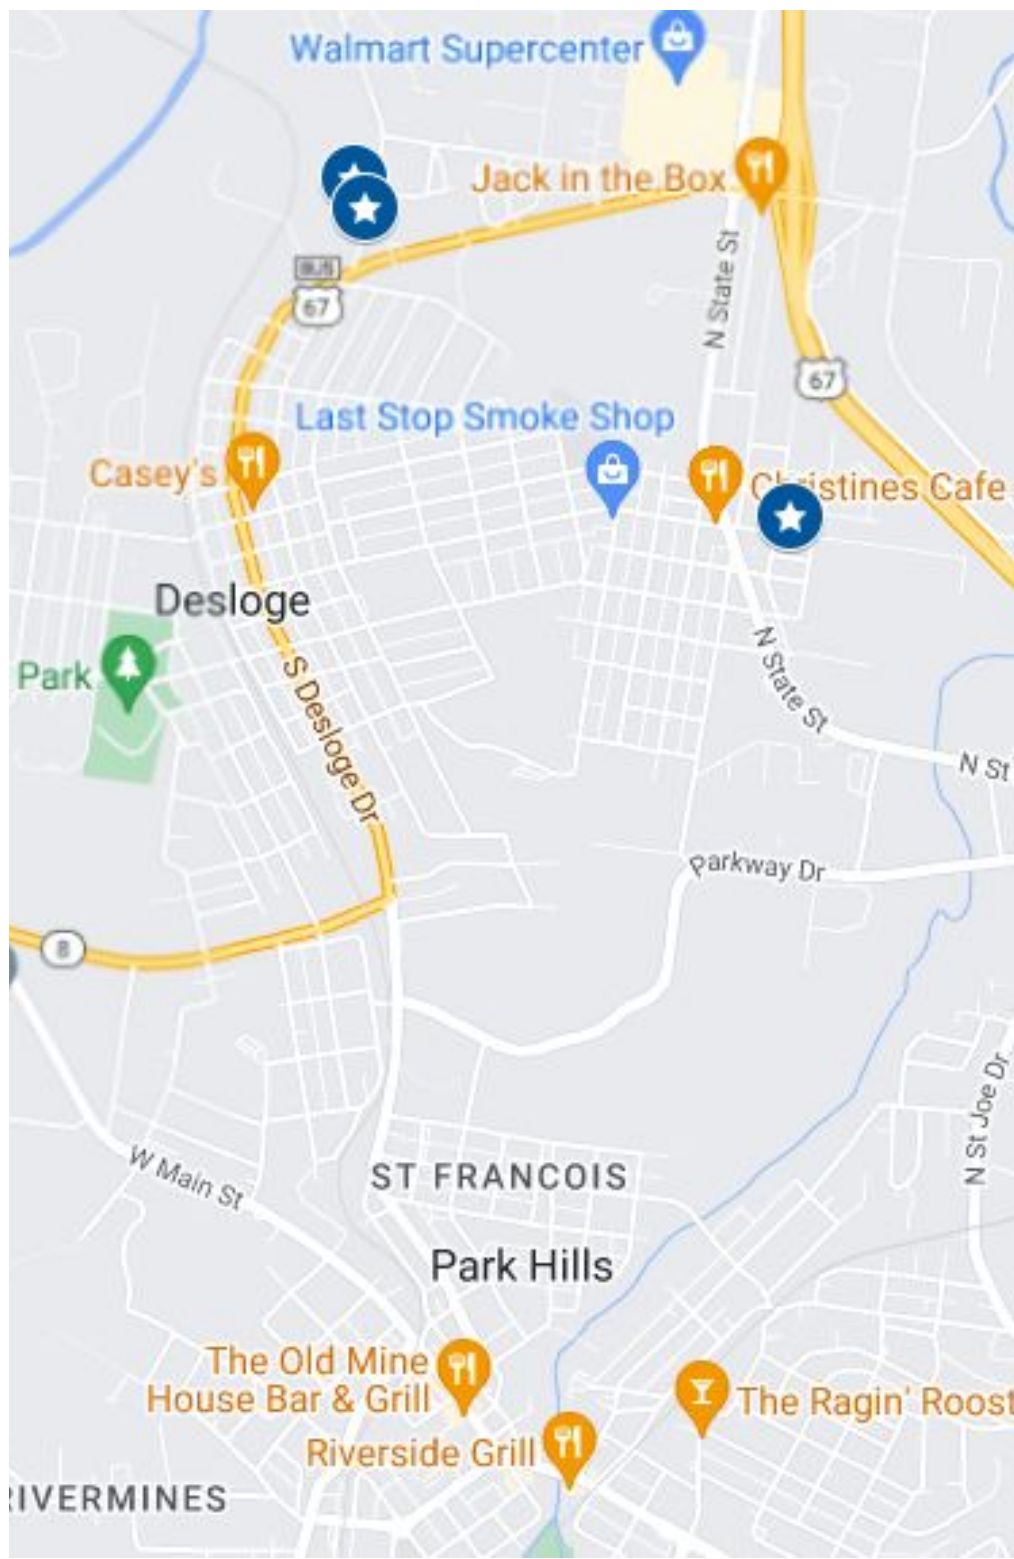 Walmart Supercenter
Jack in the Box
N State St
BUS
67
67
Last Stop Smoke Shop
Casey's
Christines Cafe
Desloge
Park
N State St
S Desloge Dr
N St
Parkway Dr
8
N St Joe Dr
W Main St
ST FRANCOIS
Park Hills
The Old Mine
House Bar & Grill
The Ragin' Roost
Riverside Grill
RIVERMINES